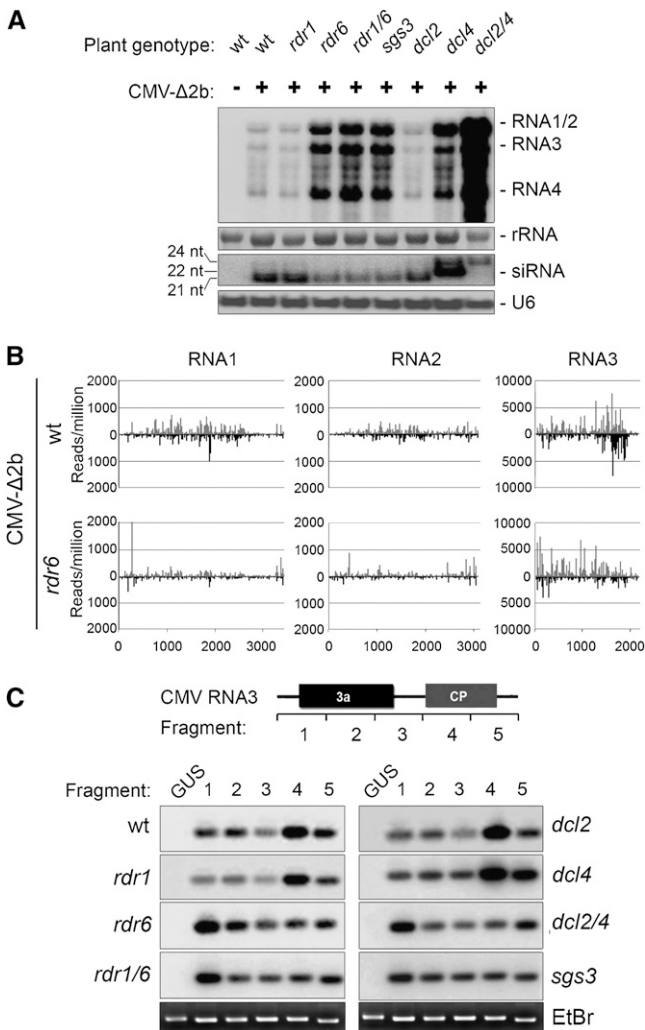 A
Plant genotype: wt wt rdr1 rdr6 rdr1/6 sgs3 dcl2 dcl4 dcl2/4
CMV-Δ2b: - + + + + + + + +
- RNA1/2
- RNA3
- RNA4
- rRNA
24 nt
22 nt
21 nt
- siRNA
- U6
B
RNA1 RNA2 RNA3
CMV-Δ2b
wt
Reads/million
2000 2000 10000
1000 1000 5000
0 0 0
1000 1000 5000
2000 2000 10000
rdr6
Reads/million
2000 2000 10000
1000 1000 5000
0 0 0
1000 1000 5000
2000 2000 10000
0 1000 2000 3000 0 1000 2000 3000 0 1000 2000
C
CMV RNA3 3a CP
Fragment: 1 2 3 4 5
Fragment: GUS 1 2 3 4 5 GUS 1 2 3 4 5
wt dcl2
rdr1 dcl4
rdr6 dcl2/4
rdr1/6 sgs3
EtBr